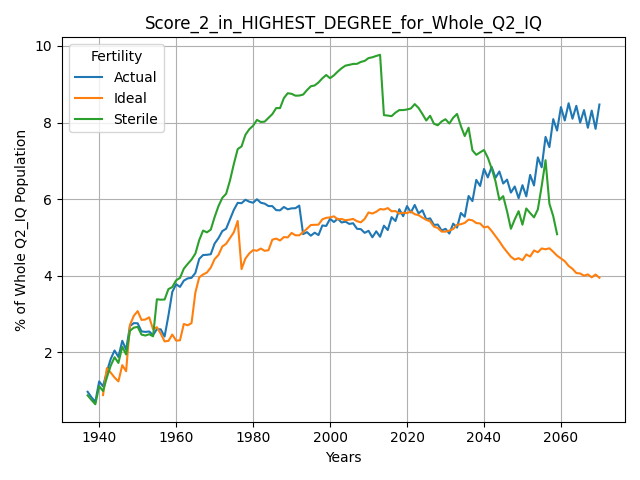 Score_2_in_HIGHEST_DEGREE_for_Whole_Q2_IQ
Fertility
Actual
Ideal
Sterile
10
8
6
4
2
% of Whole Q2_IQ Population
1940 1960 1980 2000 2020 2040 2060
Years